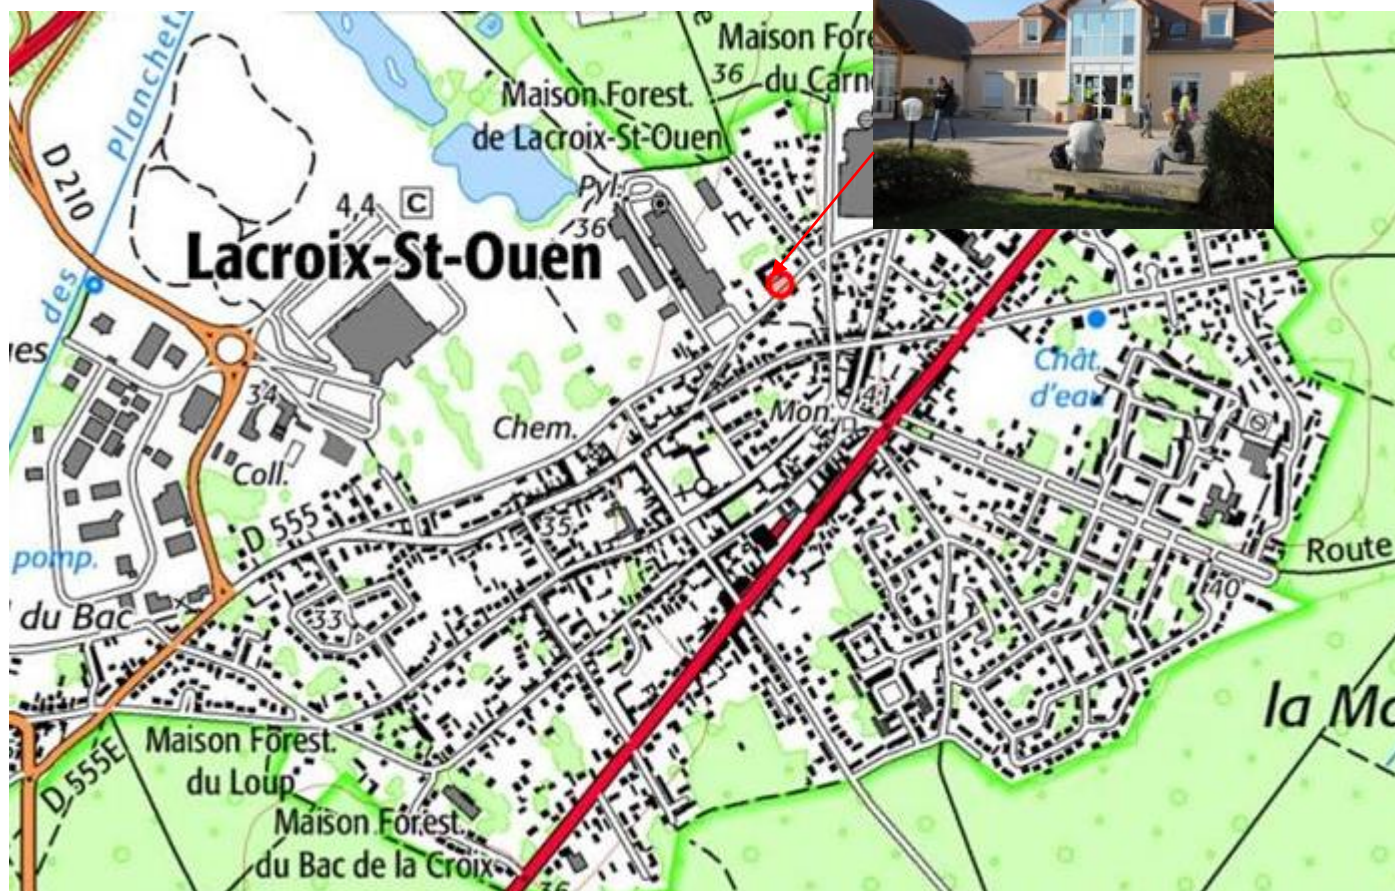 Planchet
D 210
des
Maison Fore
36
du Carn
Maison Forest.
de Lacroix-St-Ouen
Pyl.
36
4,4
C
Lacroix-St-Ouen
es
34
Coll.
Chem.
Mon.
41
Chât.
d'eau
D 555
35
pomp.
du Bac
33
Route
40
la Mo
Maison Forest.
du Loup
D 555E
Maison Forest.
du Bac de la Croix
36